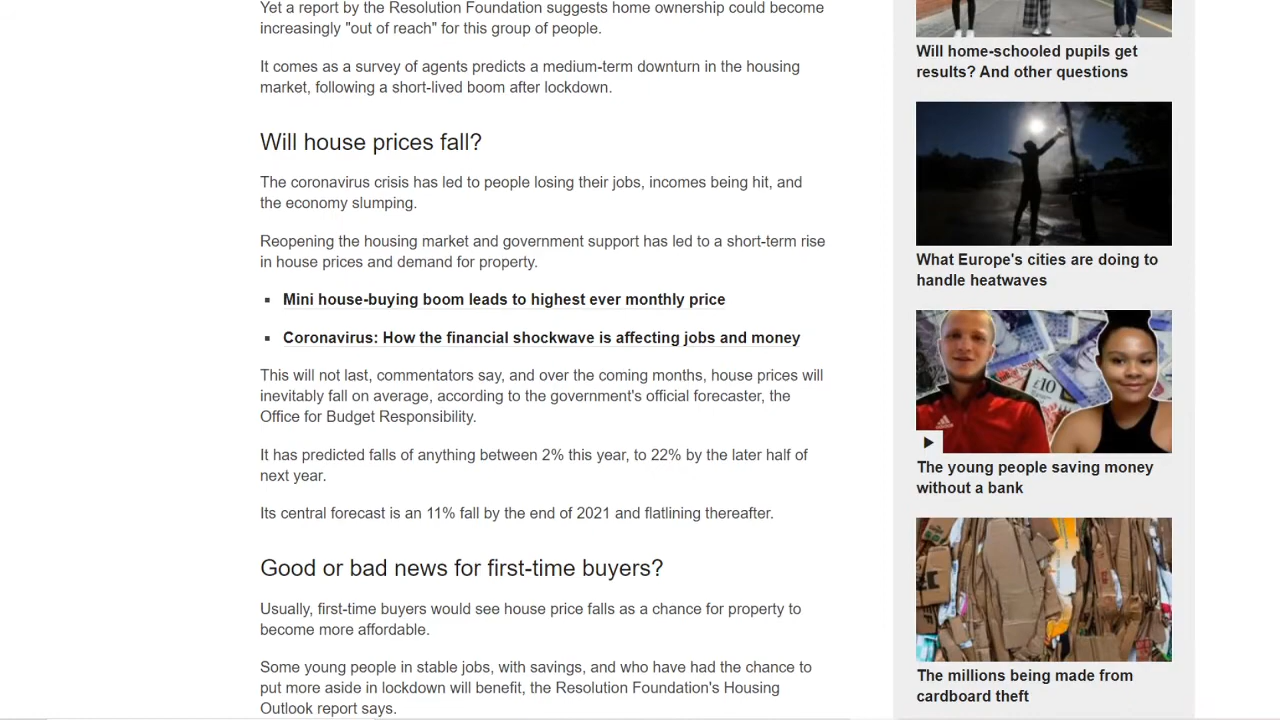 Yet a report by the Resolution Foundation suggests home ownership could become
increasingly "out of reach" for this group of people.
It comes as a survey of agents predicts a medium-term downturn in the housing
market, following a short-lived boom after lockdown.
Will house prices fall?
The coronavirus crisis has led to people losing their jobs, incomes being hit, and
the economy slumping.
Reopening the housing market and government support has led to a short-term rise
in house prices and demand for property.
Mini house-buying boom leads to highest ever monthly price
Coronavirus: How the financial shockwave is affecting jobs and money
This will not last, commentators say, and over the coming months, house prices will
inevitably fall on average, according to the government's official forecaster, the
Office for Budget Responsibility.
It has predicted falls of anything between 2% this year, to 22% by the later half of
next year.
Its central forecast is an 11% fall by the end of 2021 and flatlining thereafter.
Good or bad news for first-time buyers?
Usually, first-time buyers would see house price falls as a chance for property to
become more affordable.
Some young people in stable jobs, with savings, and who have had the chance to
put more aside in lockdown will benefit, the Resolution Foundation's Housing
Outlook report says.
Will home-schooled pupils get
results? And other questions
What Europe's cities are doing to
handle heatwaves
£10
The young people saving money
without a bank
The millions being made from
cardboard theft